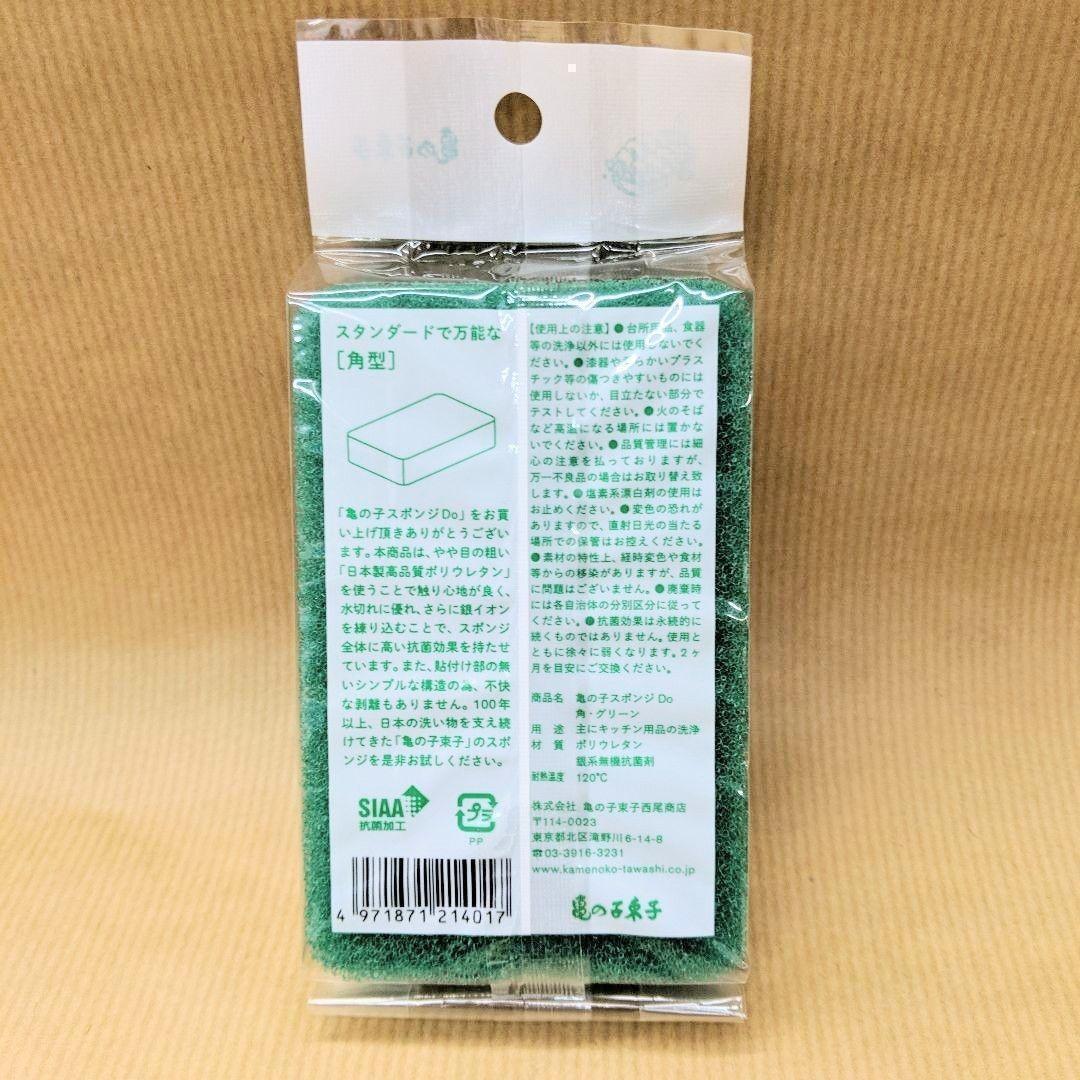 亀の子束子
スタンダードで万能な
[角型]
「亀の子スポンジDo」をお買
い上げ頂きありがとうござい
ます。本商品は、やや目の粗い
「日本製高品質ポリウレタン」
を使うことで触り心地が良く、
水切れに優れ、さらに銀イオン
を練り込むことで、スポンジ
全体に高い抗菌効果を持たせ
ています。また、貼付け部の無
いシンプルな構造の為、不快
な剥離もありません。100年
以上、日本の洗い物を支え続
けてきた「亀の子束子」のスポ
ンジを是非お試しください。
SIAA
抗菌加工
プラ
PP
4 971871 214017
【使用上の注意】●台所用品、食器
等の洗浄以外には使用しないでく
ださい。●漆器や柔らかいプラス
チック等の傷つきやすいものには
使用しないか、目立たない部分で
テストしてください。●火のそば
など高温になる場所には置かな
いでください。●品質管理には細
心の注意を払っておりますが、
万一不良品の場合はお取り替え致
します。●塩素系漂白剤の使用は
お止めください。●変色の恐れが
ありますので、直射日光の当たる
場所での保管はお控えください。
●素材の特性上、経時変色や食材
等からの移染がありますが、品質
に問題はございません。●廃棄時
には各自治体の分別区分に従って
ください。●抗菌効果は永続的に
続くものではありません。使用と
ともに徐々に弱くなります。2ヶ
月を目安にご交換ください。
商品名 亀の子スポンジDo
角・グリーン
用途 主にキッチン用品の洗浄
材質 ポリウレタン
銀系無機抗菌剤
耐熱温度 120℃
株式会社 亀の子束子西尾商店
〒114-0023
東京都北区滝野川6-14-8
☎03-3916-3231
www.kamenoko-tawashi.co.jp
亀の子束子